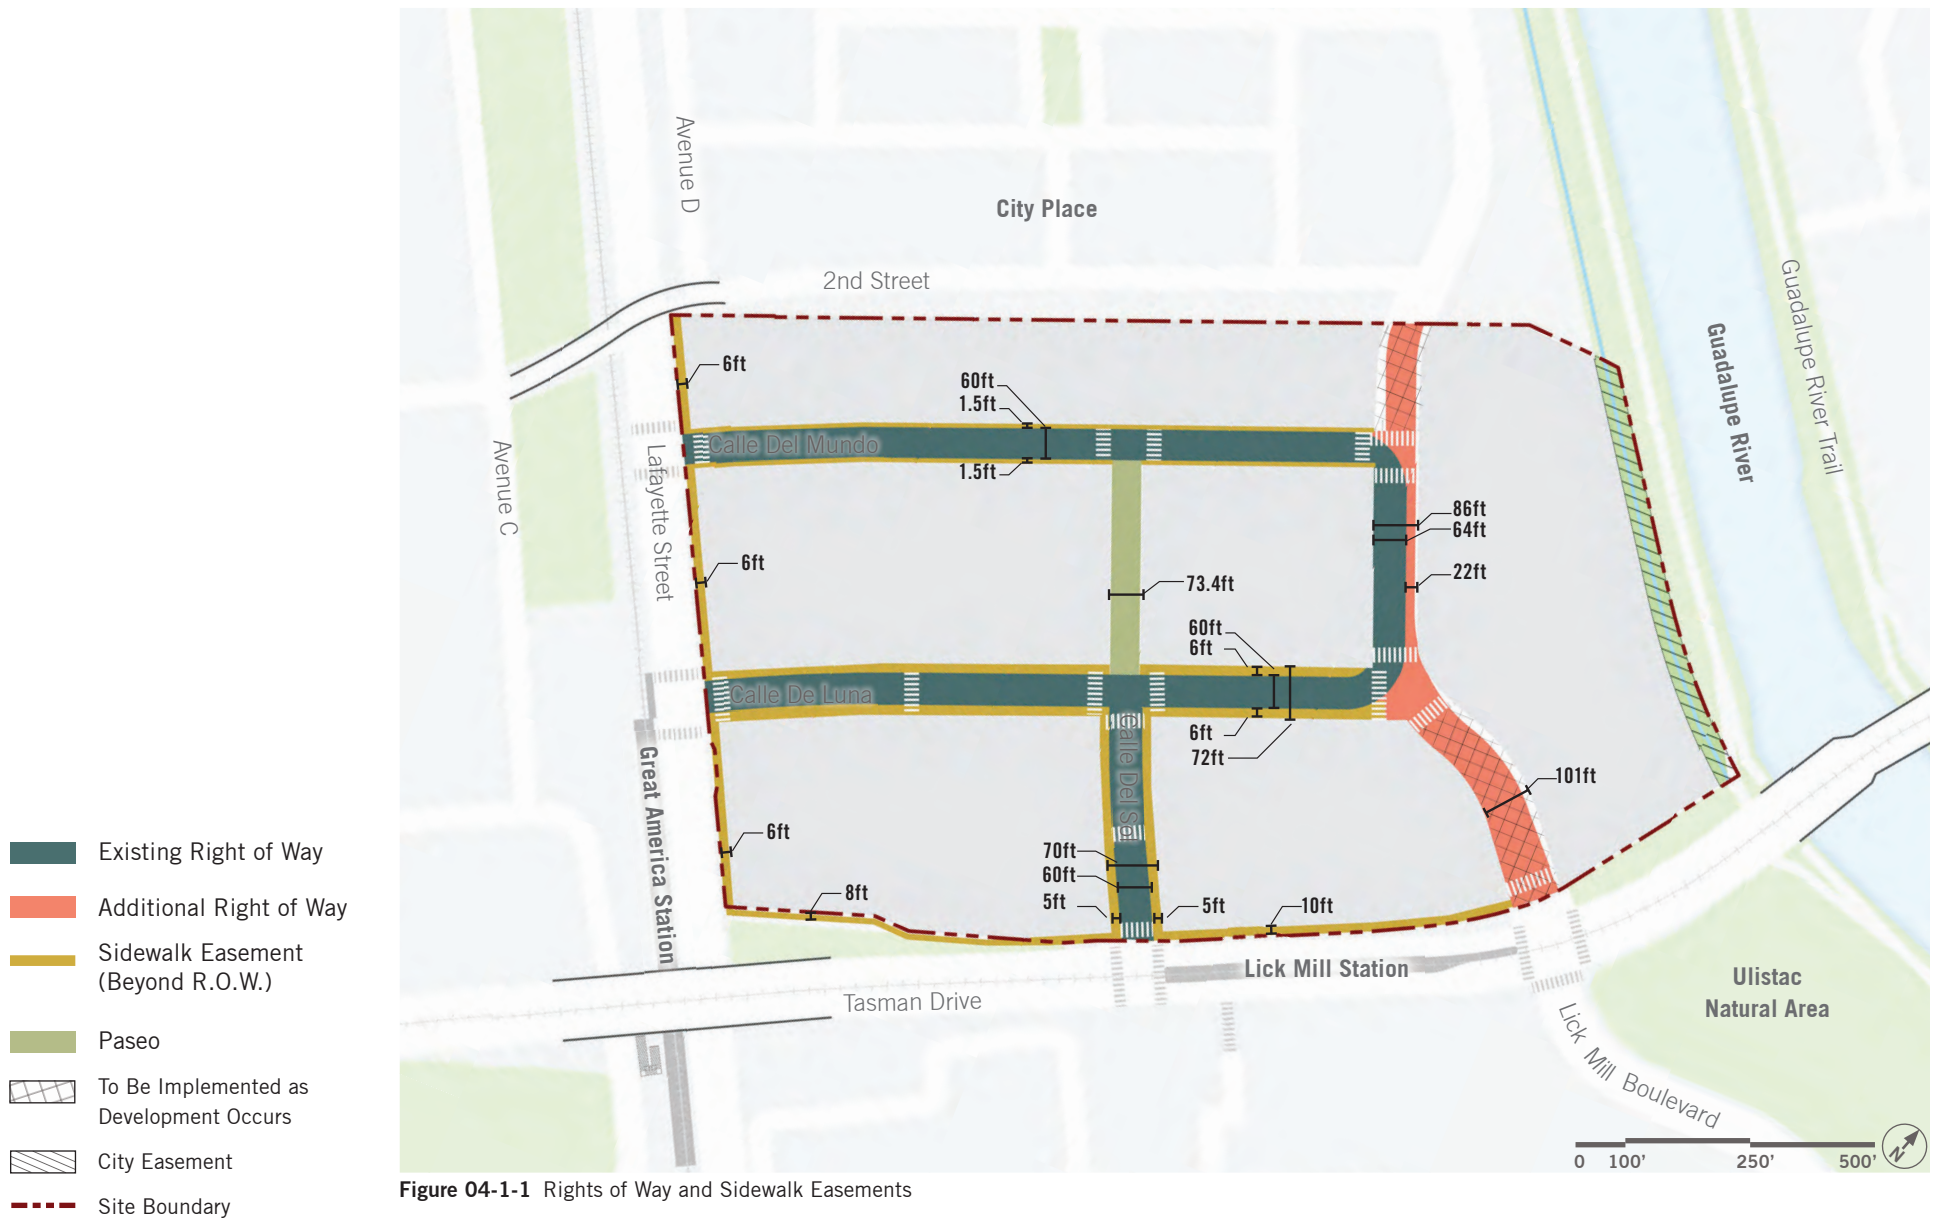 Avenue D
City Place
2nd Street
Guadalupe River Trail
Guadalupe River
6ft
60ft
1.5ft
Calle Del Mundo
1.5ft
Avenue C
Lafayette Street
86ft
64ft
6ft
22ft
73.4ft
60ft
6ft
Calle De Luna
Calle Del Sol
6ft
72ft
Great America Station
101ft
6ft
70ft
60ft
8ft
5ft
5ft
10ft
Lick Mill Station
Tasman Drive
Ulistac
Natural Area
Lick Mill Boulevard
0 100' 250' 500'
N
Existing Right of Way
Additional Right of Way
Sidewalk Easement
(Beyond R.O.W.)
Paseo
To Be Implemented as
Development Occurs
City Easement
Site Boundary
Figure 04-1-1 Rights of Way and Sidewalk Easements